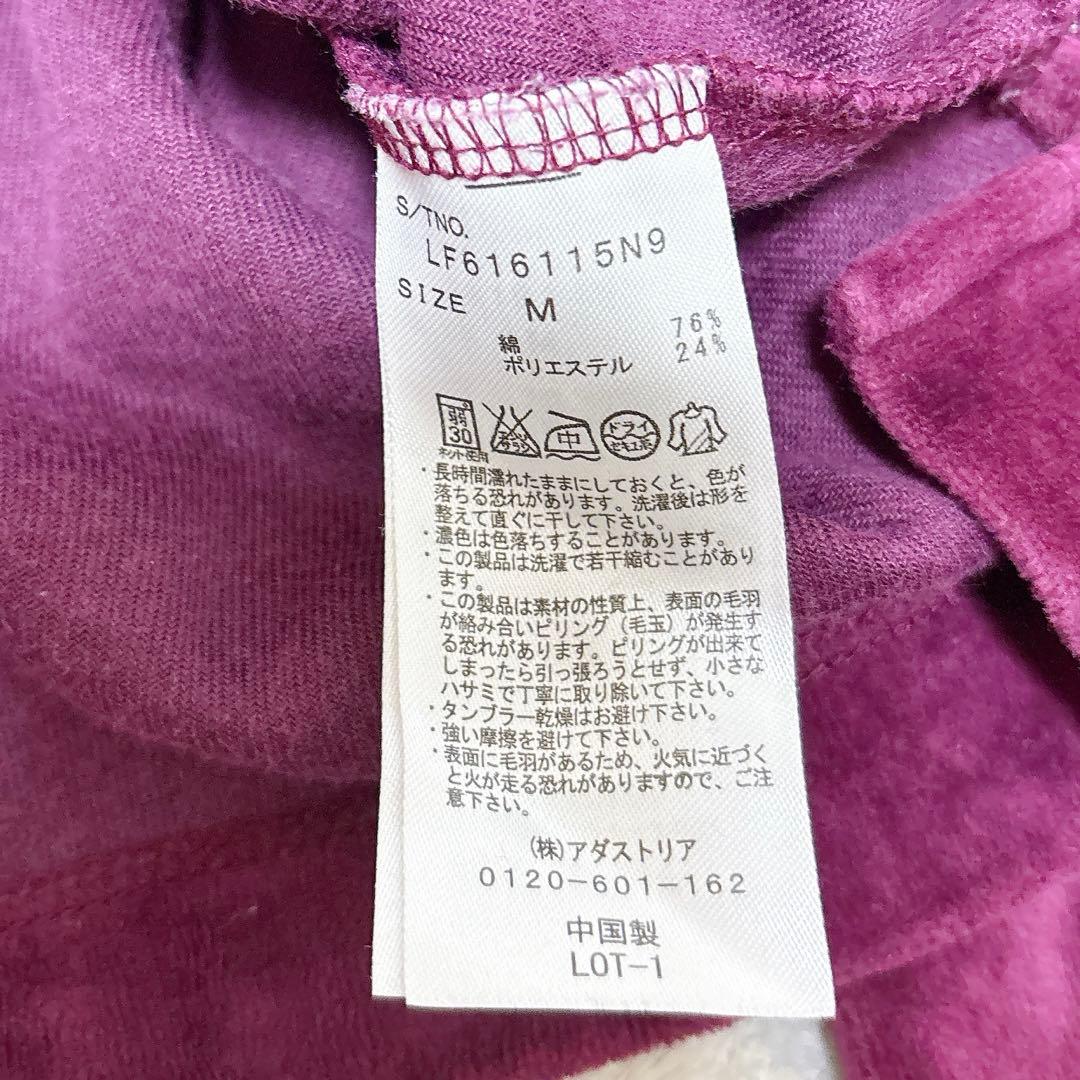 S/TNO.
LF616115N9
SIZE M
綿 76%
ポリエステル 24%
弱
30
ネット使用
エンソサラシ
中
ドライ
セキユ系
・長時間濡れたままにしておくと、色が
落ちる恐れがあります。洗濯後は形を
整えて直ぐに干して下さい。
・濃色は色落ちすることがあります。
・この製品は洗濯で若干縮むことがあり
ます。
・この製品は素材の性質上、表面の毛羽
が絡み合いピリング（毛玉）が発生す
る恐れがあります。ピリングが出来て
しまったら引っ張ろうとせず、小さな
ハサミで丁寧に取り除いて下さい。
・タンブラー乾燥はお避け下さい。
・強い摩擦を避けて下さい。
・表面に毛羽があるため、火気に近づく
と火が走る恐れがありますので、ご注
意下さい。
(株)アダストリア
0120-601-162
中国製
LOT-1